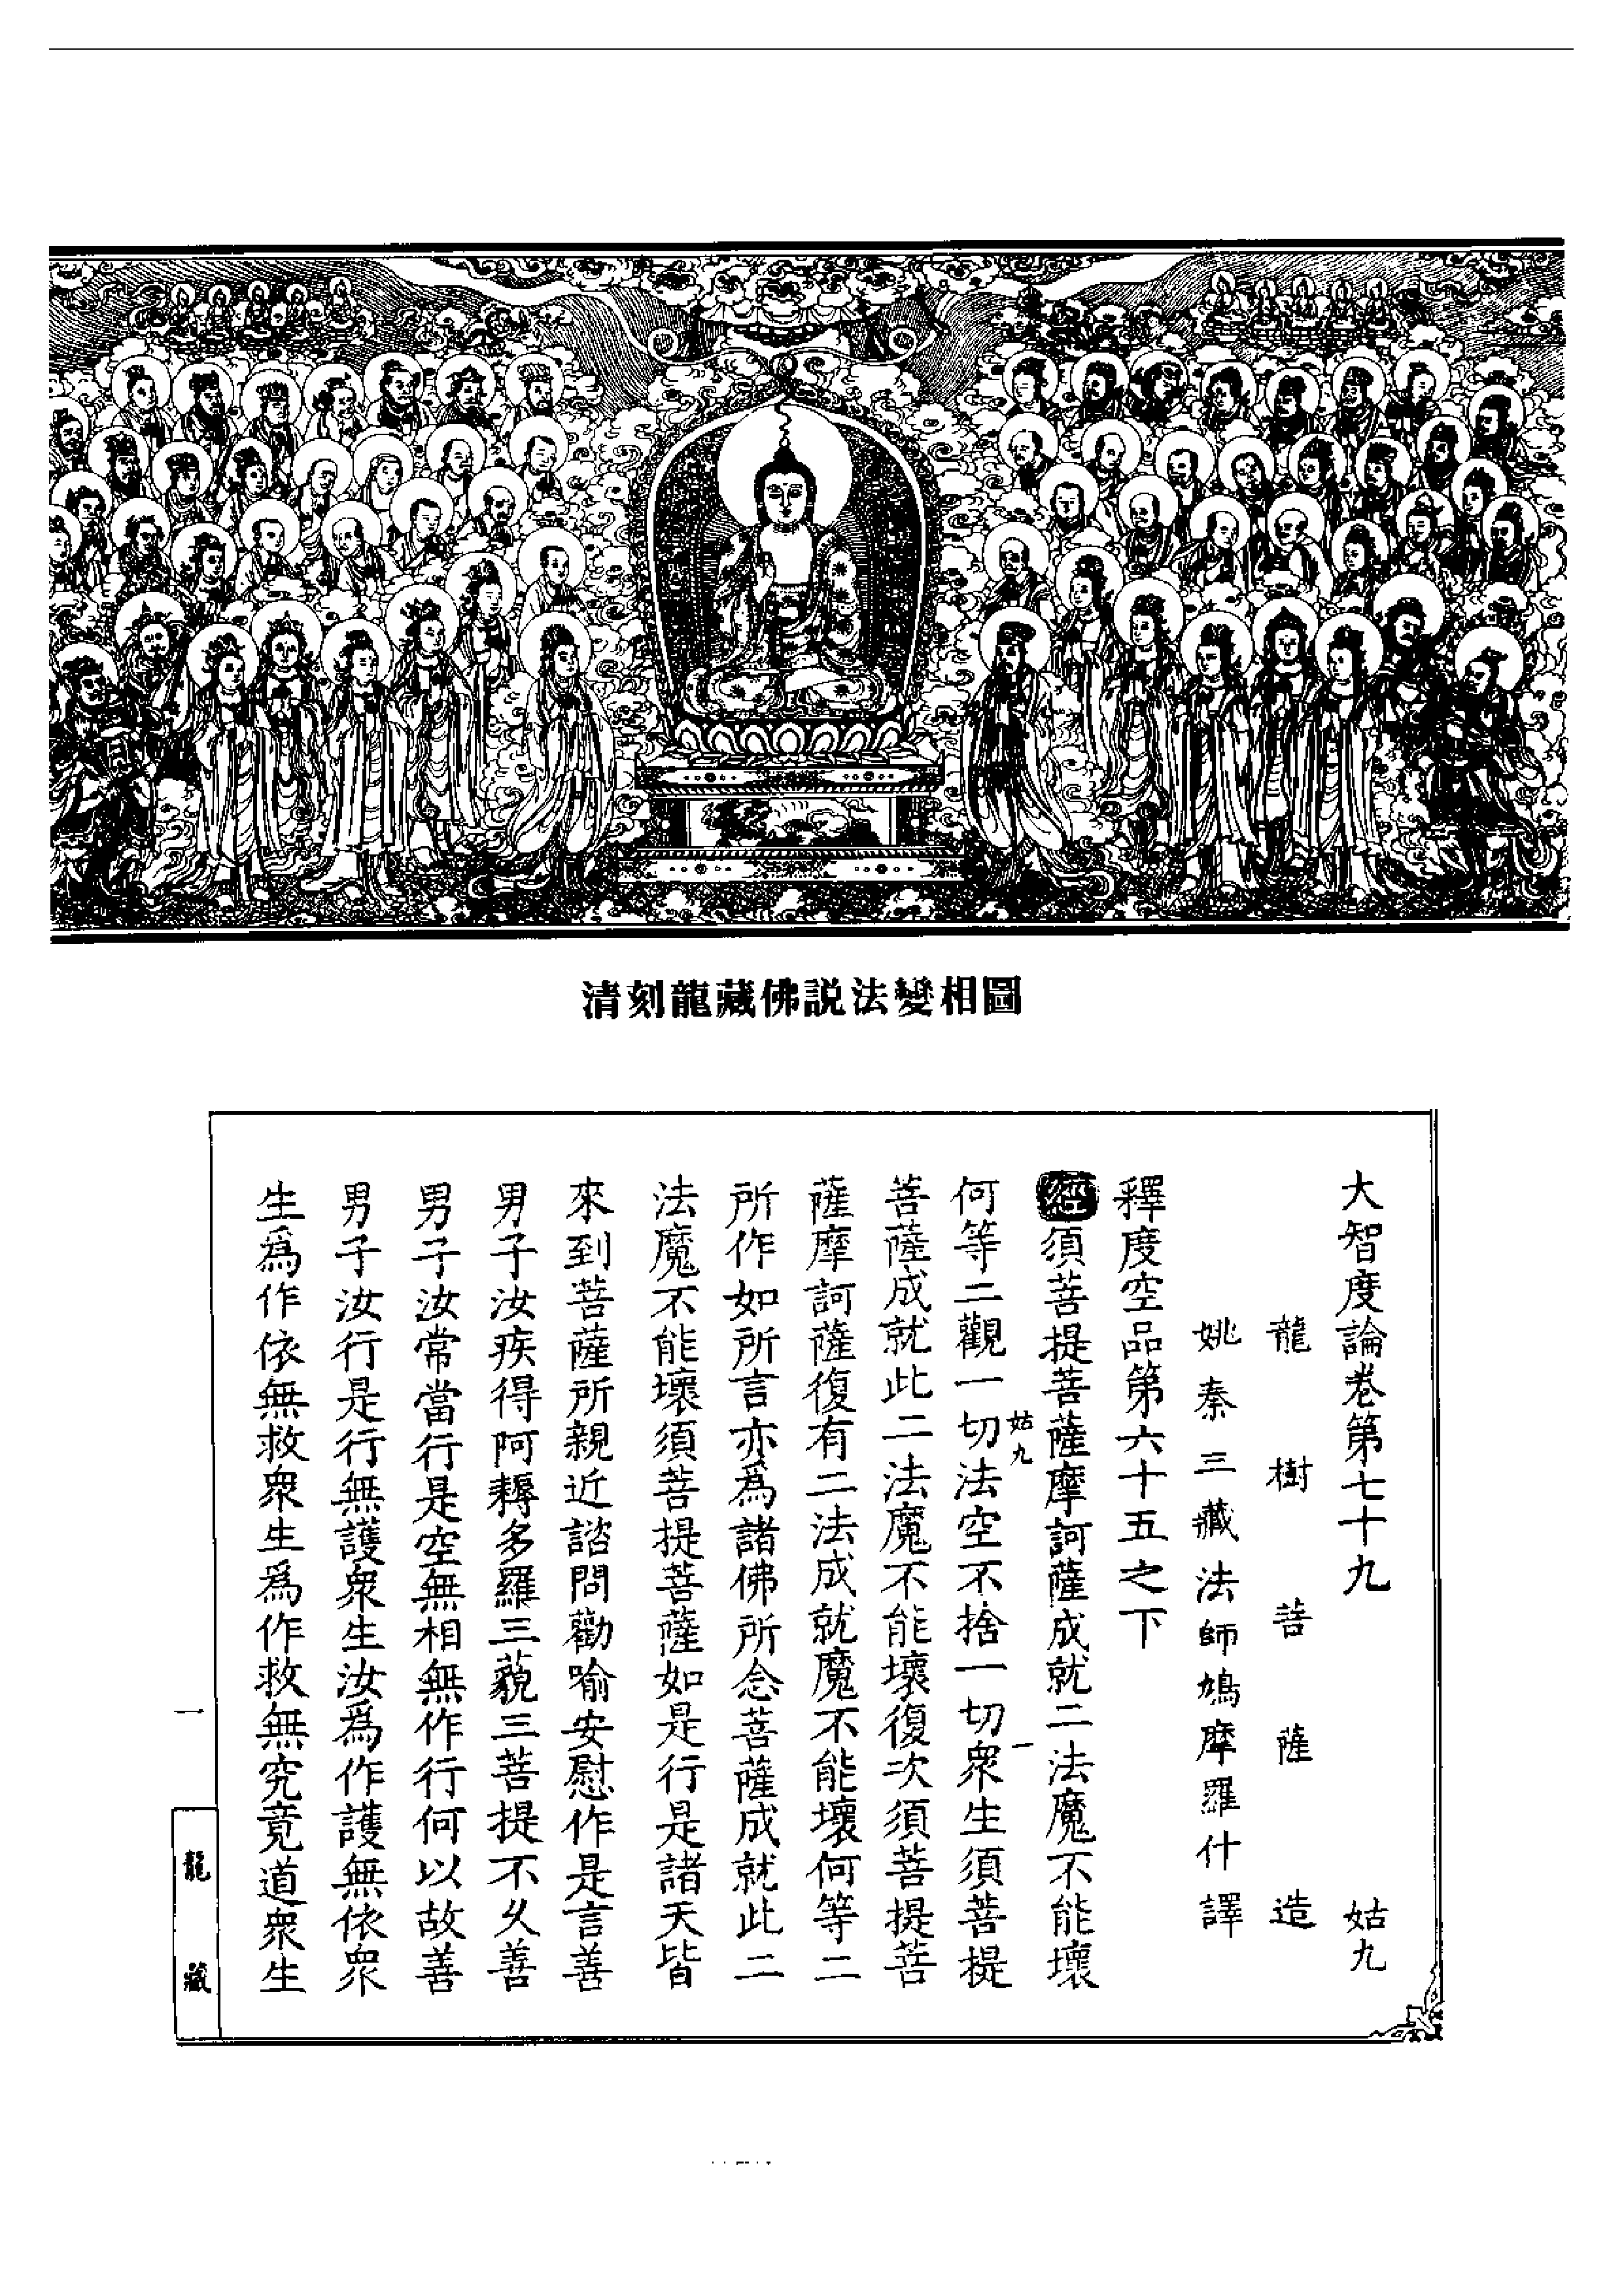 清刻龍藏佛說法變相圖
大智度論卷第七十九 姑九
龍樹菩薩造
姚秦三藏法師鳩摩羅什譯
釋度空品第六十五之下
經須菩提菩薩摩訶薩成就二法魔不能壞
姑九 一
何等二觀一切法空不捨一切衆生須菩提
菩薩成就此二法魔不能壞復次須菩提菩
薩摩訶薩復有二法成就魔不能壞何等二
所作如所言亦爲諸佛所念菩薩成就此二
法魔不能壞須菩提菩薩如是行是諸天皆
來到菩薩所親近諮問勸喻安慰作是言善
男子汝疾得阿耨多羅三藐三菩提不久善
男子汝常當行是空無相無作行何以故善
男子汝行是行無護衆生汝爲作護無依衆
生爲作依無救衆生爲作救無究竟道衆生
一
龍藏